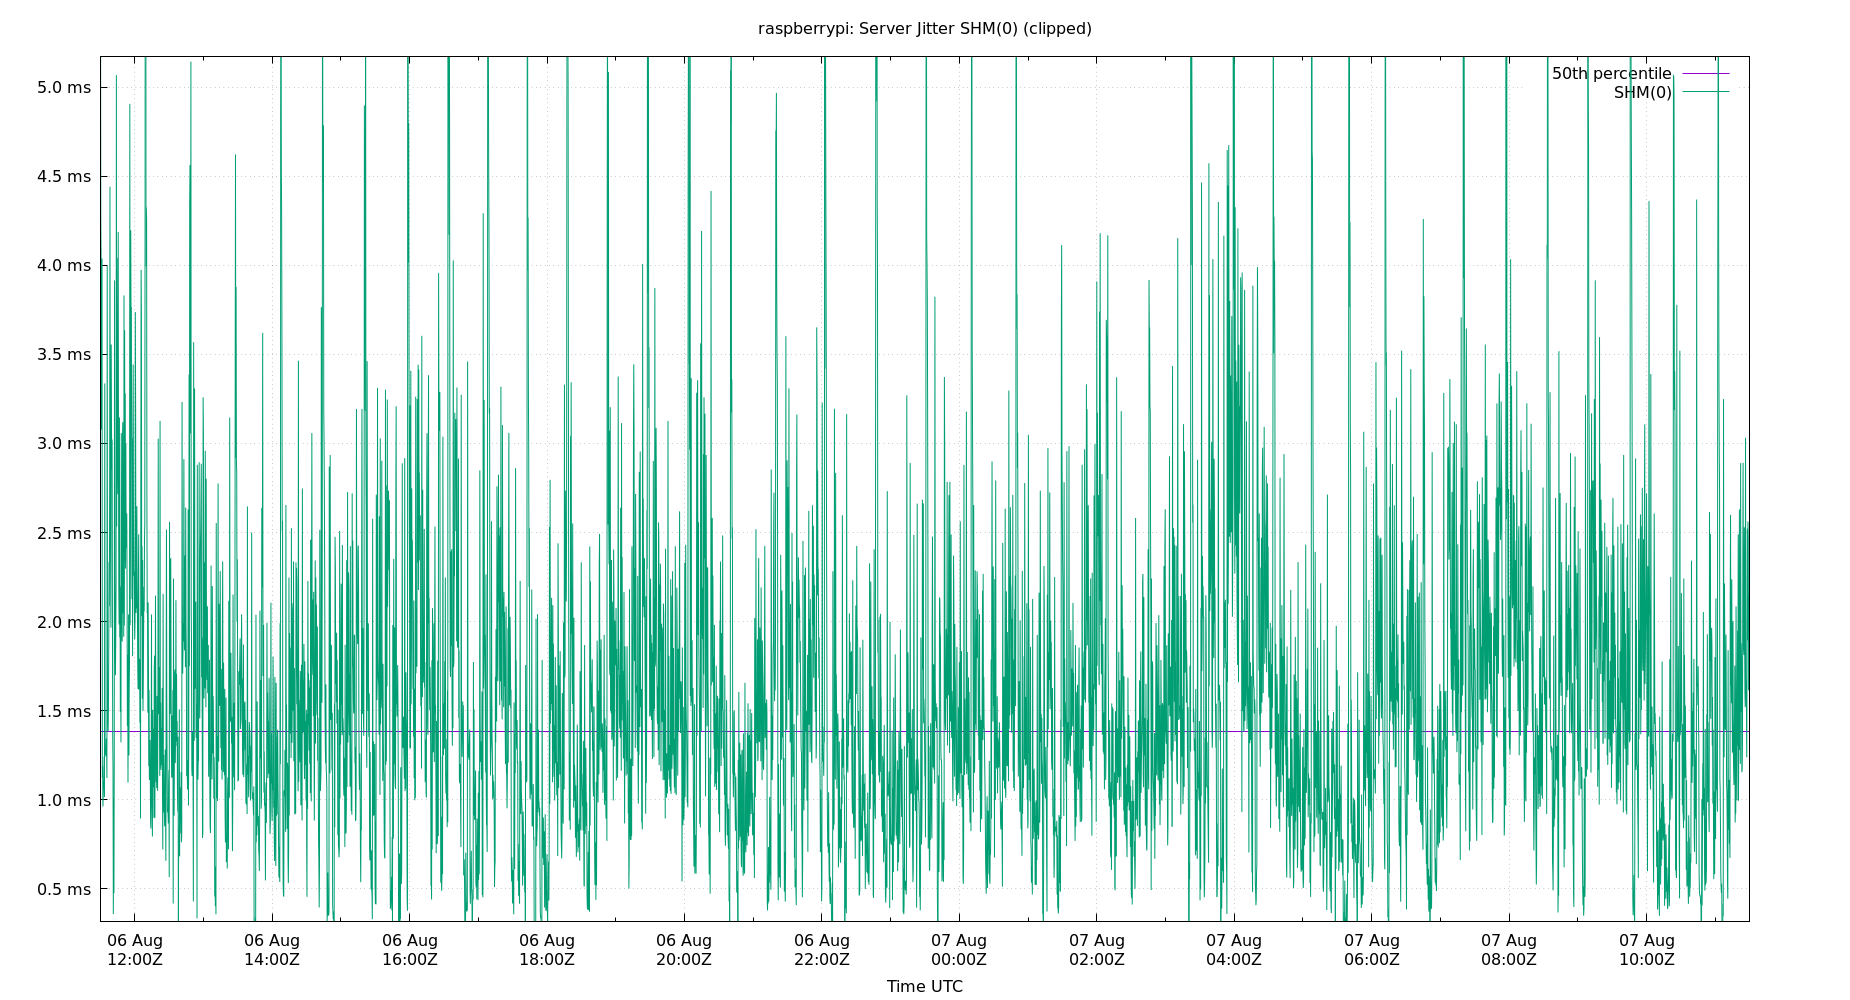 raspberrypi: Server Jitter SHM(0) (clipped)
50th percentile
SHM(0)
5.0 ms
4.5 ms
4.0 ms
3.5 ms
3.0 ms
2.5 ms
2.0 ms
1.5 ms
1.0 ms
0.5 ms
06 Aug 06 Aug 06 Aug 06 Aug 06 Aug 06 Aug 07 Aug 07 Aug 07 Aug 07 Aug 07 Aug 07 Aug
12:00Z 14:00Z 16:00Z 18:00Z 20:00Z 22:00Z 00:00Z 02:00Z 04:00Z 06:00Z 08:00Z 10:00Z
Time UTC